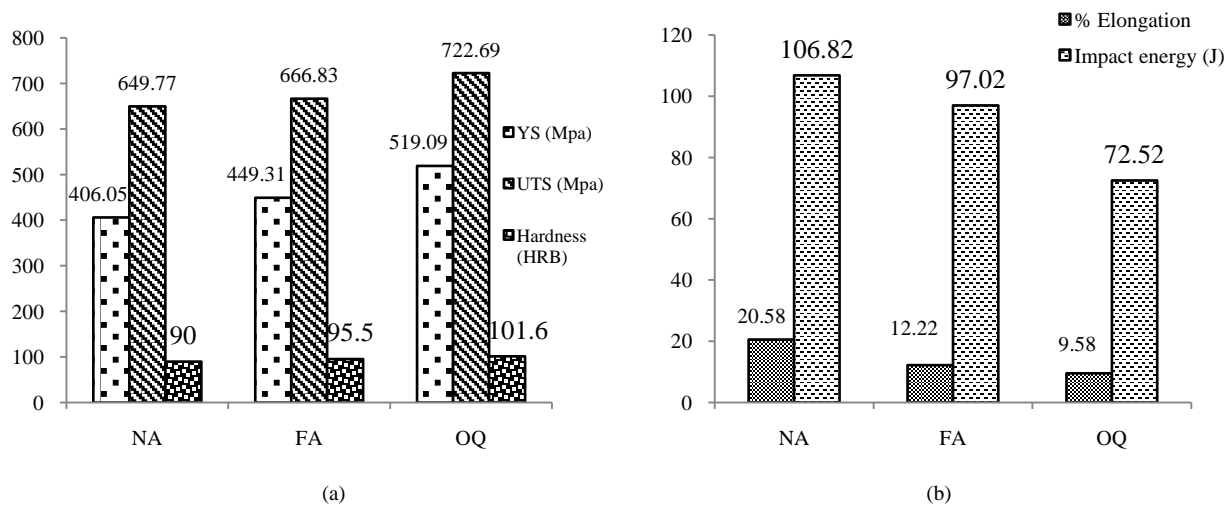 800
700
600
500
400
300
200
100
0
406.05
649.77
90
449.31
666.83
95.5
519.09
722.69
101.6
NA
FA
OQ
YS (Mpa)
UTS (Mpa)
Hardness
(HRB)
(a)
% Elongation
Impact energy (J)
120
100
80
60
40
20
0
20.58
106.82
12.22
97.02
9.58
72.52
NA
FA
OQ
(b)